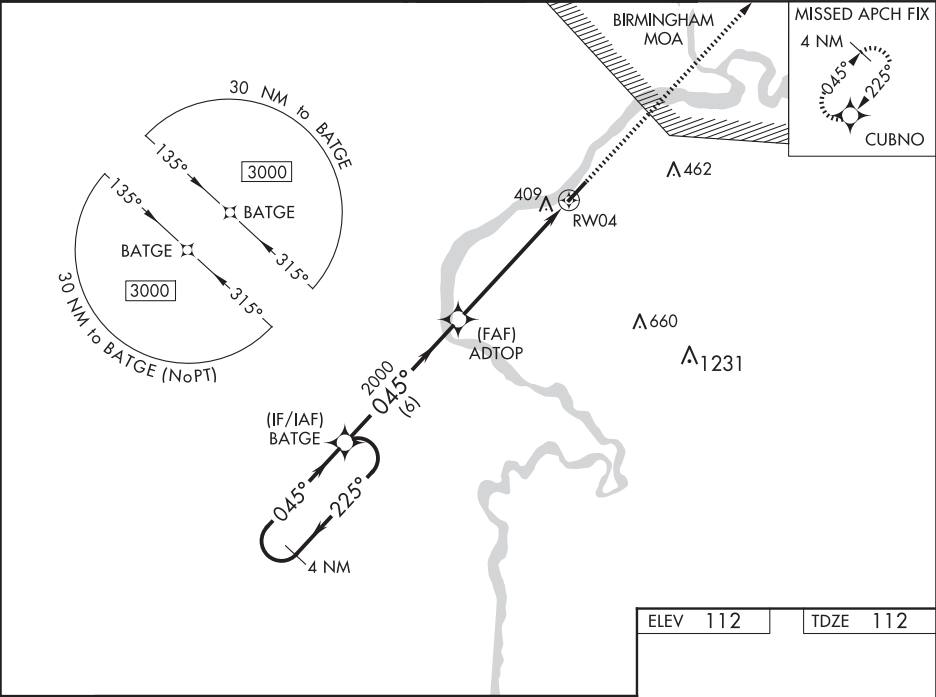 BIRMINGHAM
MOA
MISSED APCH FIX
4 NM
045°
225°
CUBNO
30 NM to BATGE
135°
3000
BATGE
315°
135°
BATGE
3000
315°
30 NM to BATGE (NoPT)
462
409
RW04
660
1231
(FAF)
ADTOP
2000
045°
(6)
(IF/IAF)
BATGE
045°
225°
4 NM
ELEV 112
TDZE 112